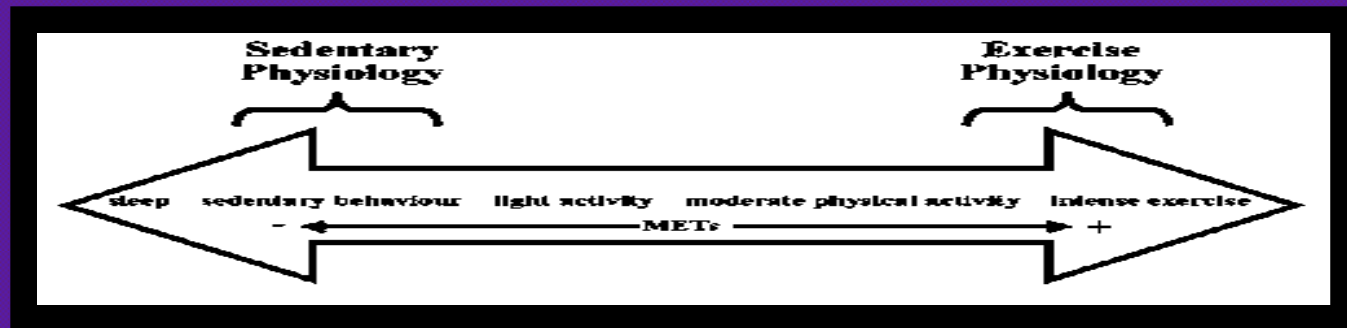 Sedentary
Physiology
Exercise
Physiology
sleep sedentary behaviour light activity moderate physical activity intense exercise
- METs +